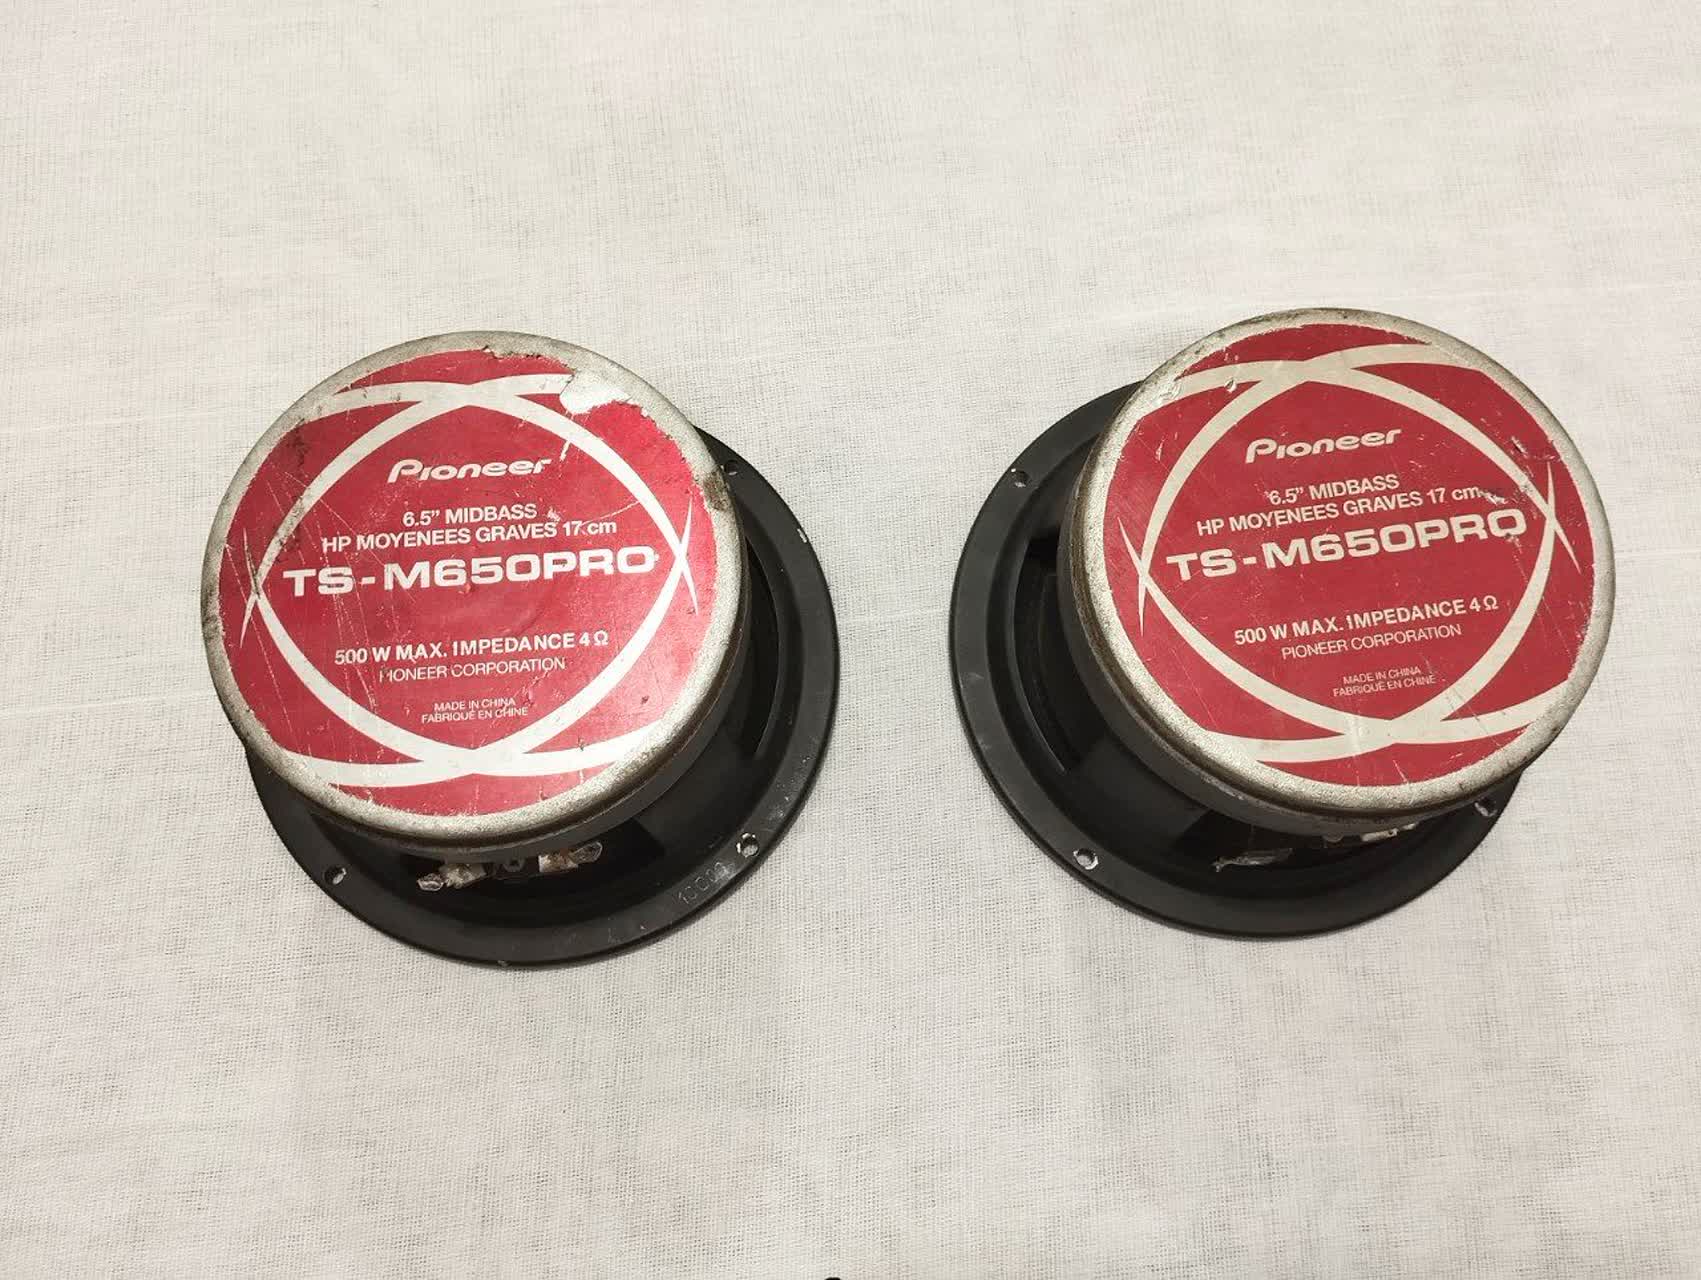 Pioneer
6.5” MIDBASS
HP MOYENEES GRAVES 17 cm
TS-M650PRO
500 W MAX. IMPEDANCE 4 Ω
PIONEER CORPORATION
MADE IN CHINA
FABRIQUÉ EN CHINE
Pioneer
6.5” MIDBASS
HP MOYENEES GRAVES 17 cm
TS-M650PRO
500 W MAX. IMPEDANCE 4 Ω
PIONEER CORPORATION
MADE IN CHINA
FABRIQUÉ EN CHINE